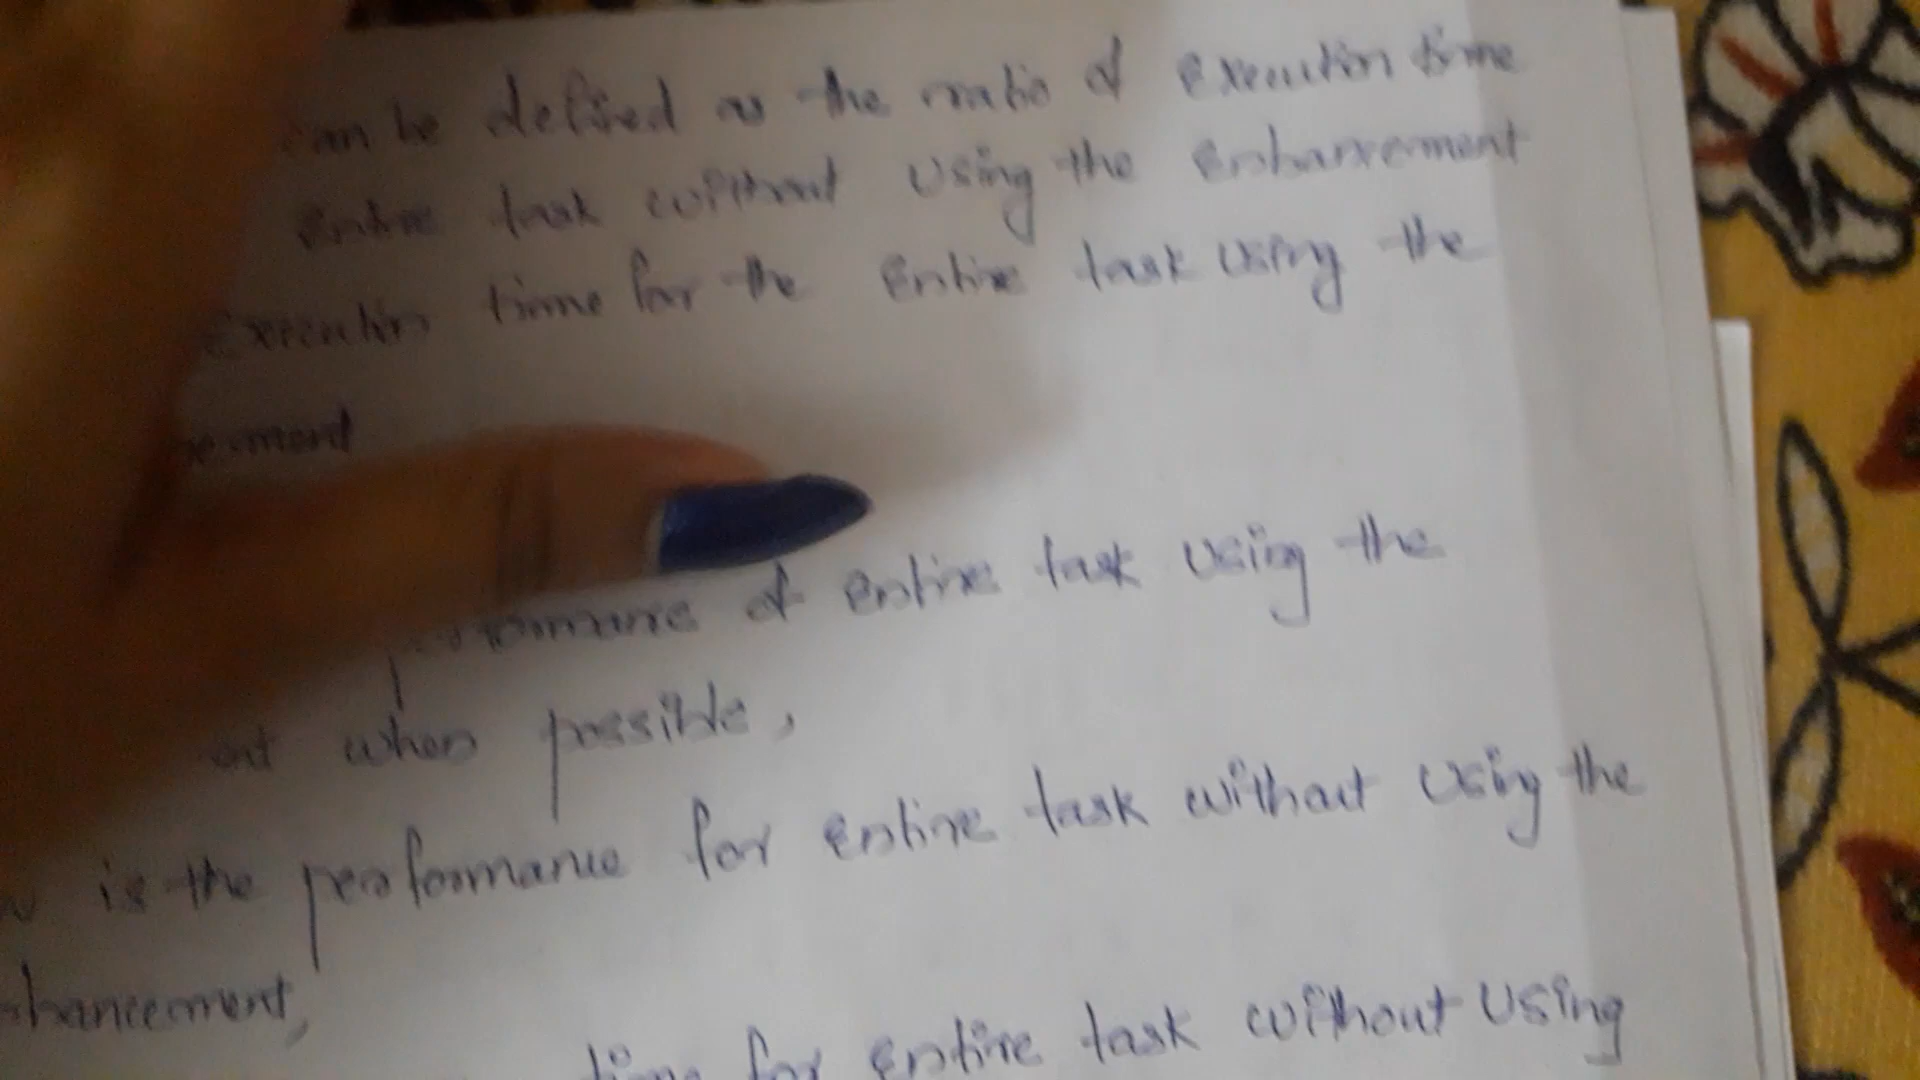 can be defined as the ratio of execution time
entire task without using the enhancement
execution time for the entire task using the
ement
of entire task using the
when possible,
is the performance for entire task without using the
hancement,
time for entire task without using